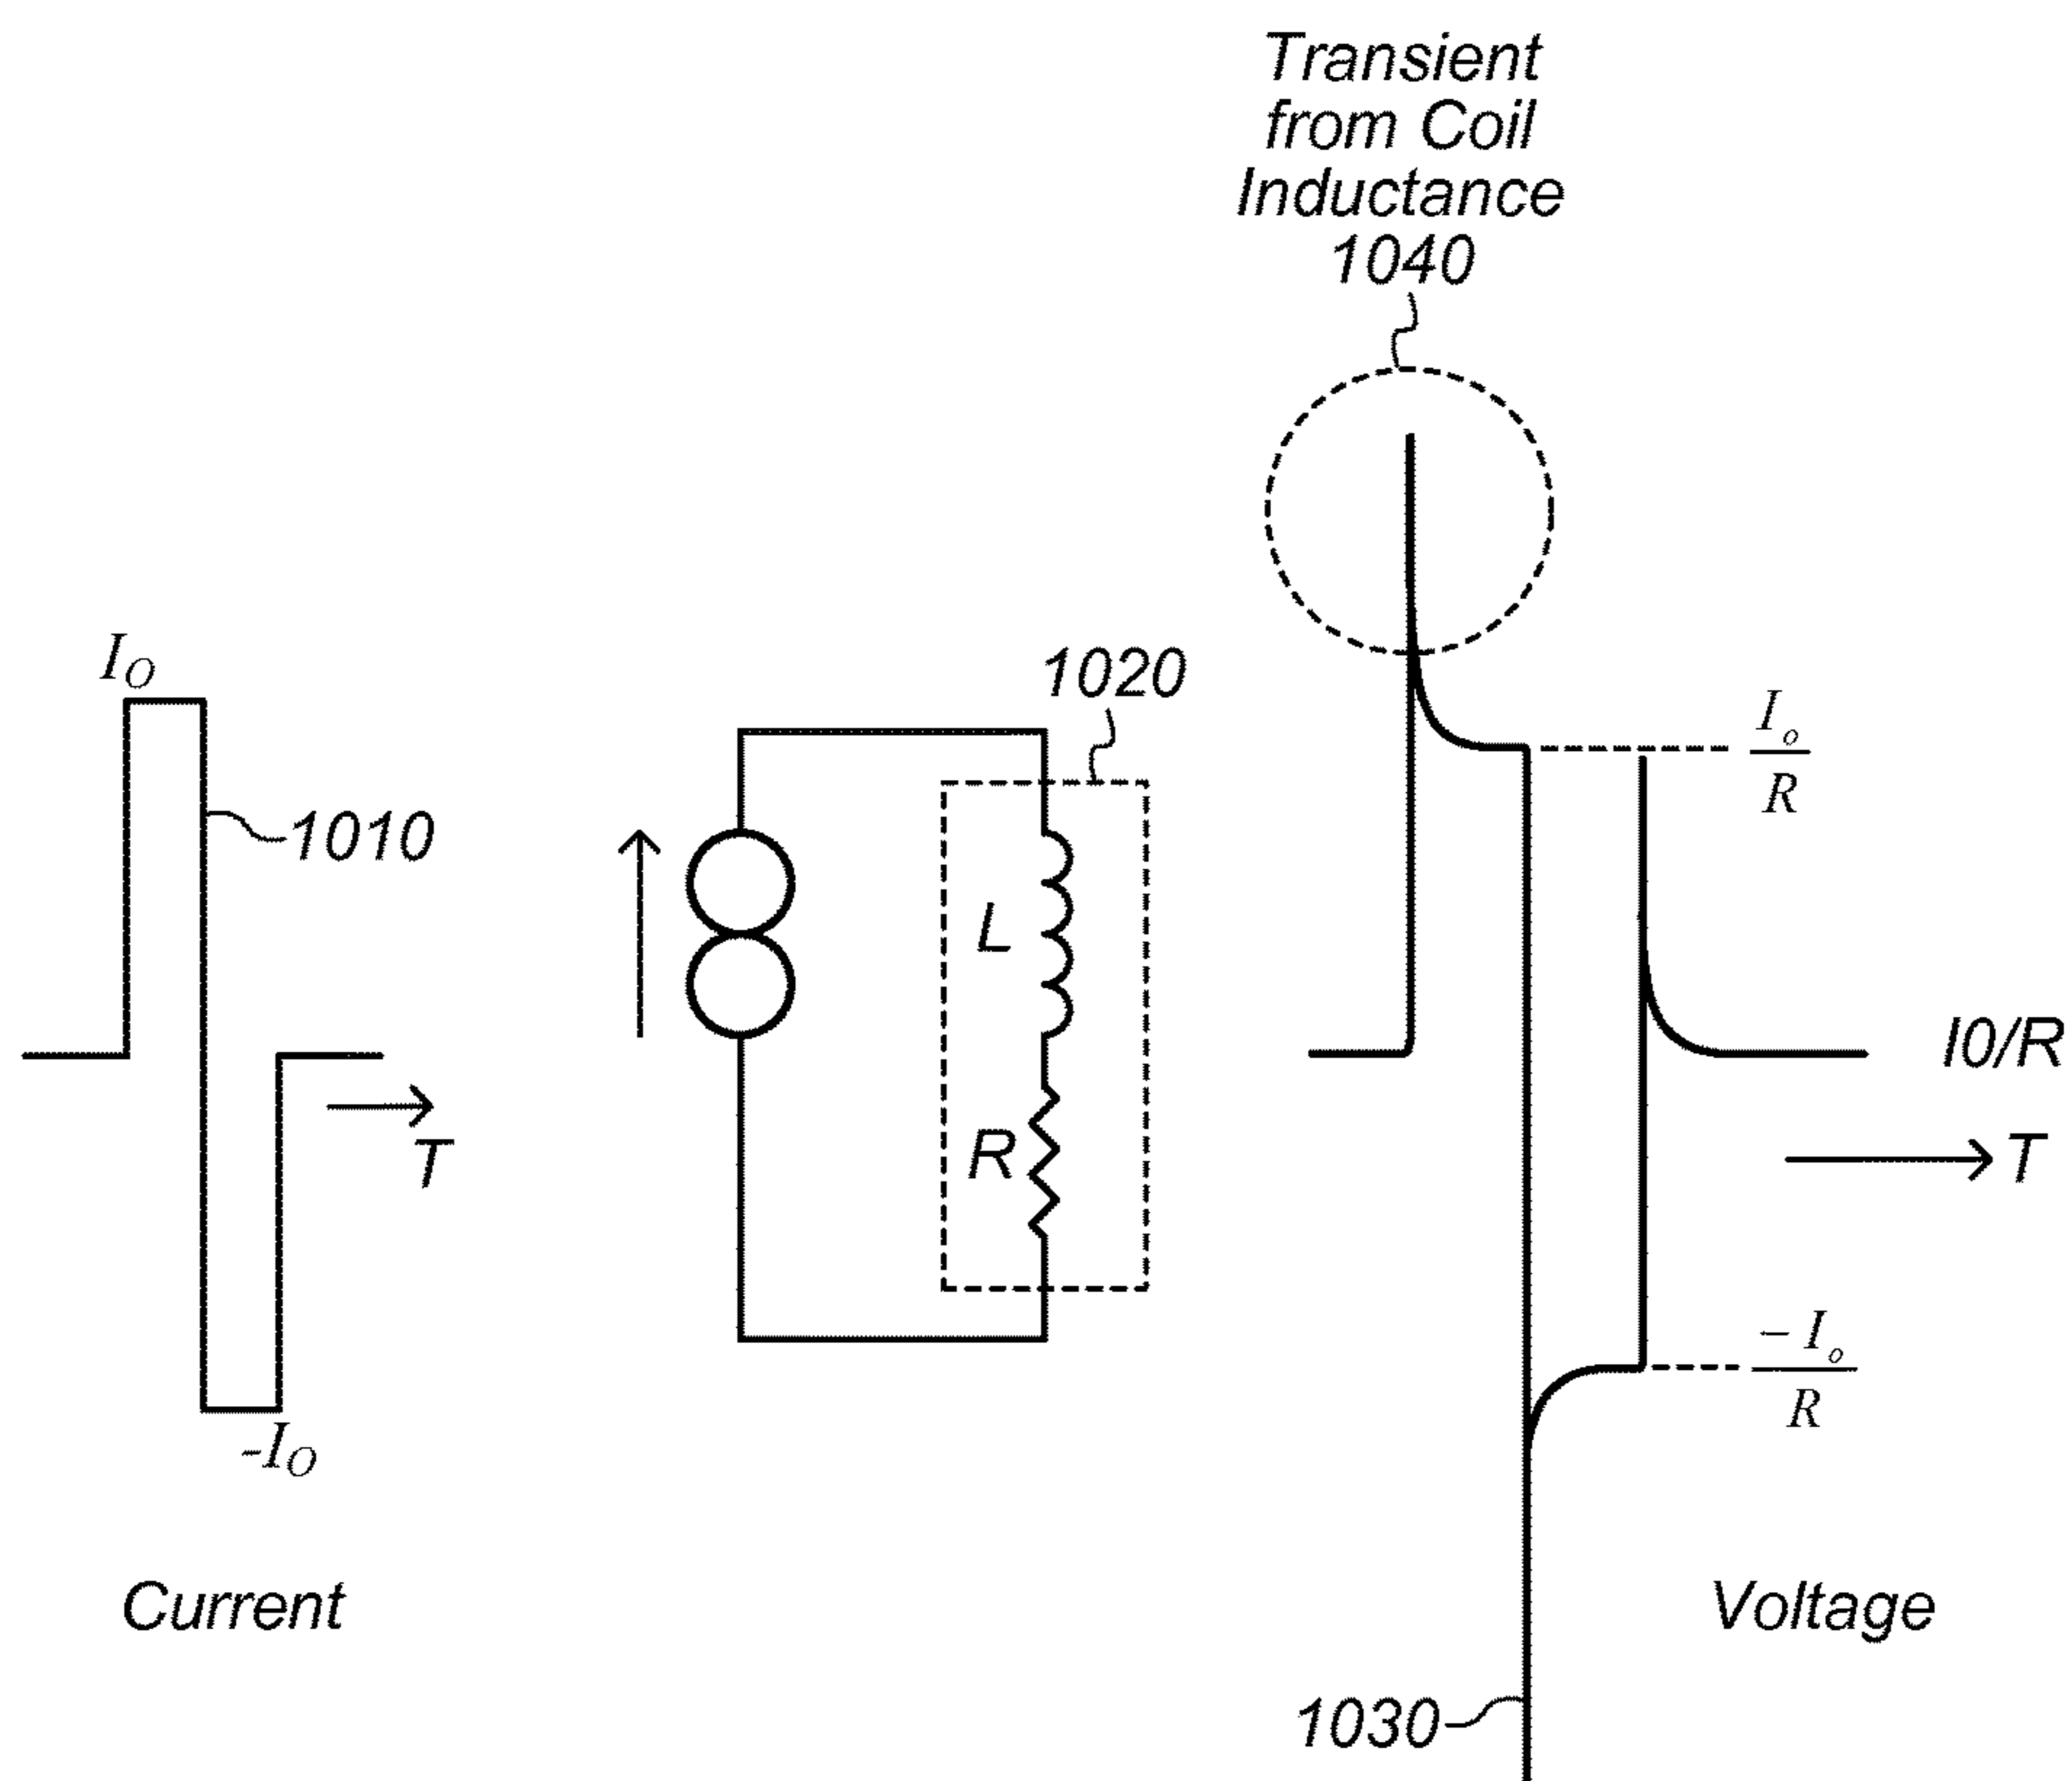 Transient
from Coil
Inductance
1040
I_O
1020
I_o
R
1010
L
I0/R
T
R
T
-I_O
-I_o
R
Current
Voltage
1030